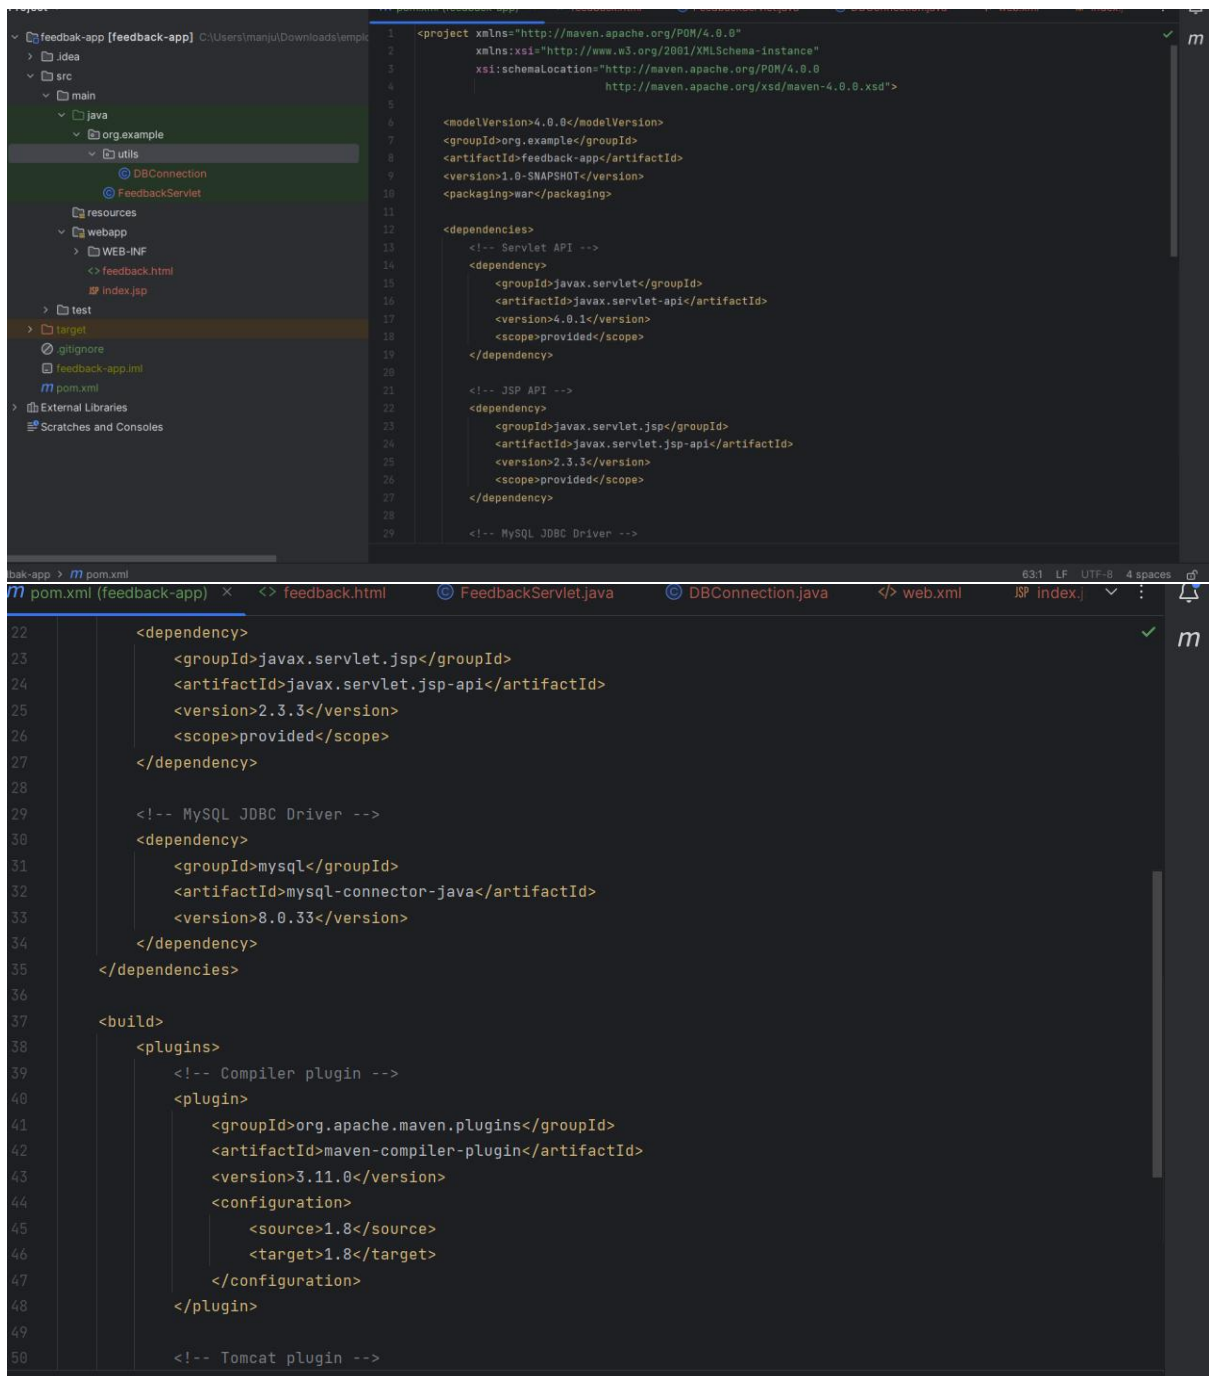 feedbak-app [feedback-app] C:\Users\manju\Downloads\emplo
.idea
src
main
java
org.example
utils
DBConnection
FeedbackServlet
resources
webapp
WEB-INF
<> feedback.html
JSP index.jsp
test
target
.gitignore
feedback-app.iml
m pom.xml
External Libraries
Scratches and Consoles
1 <project xmlns="http://maven.apache.org/POM/4.0.0"
2 xmlns:xsi="http://www.w3.org/2001/XMLSchema-instance"
3 xsi:schemaLocation="http://maven.apache.org/POM/4.0.0
4 http://maven.apache.org/xsd/maven-4.0.0.xsd">
5
6 <modelVersion>4.0.0</modelVersion>
7 <groupId>org.example</groupId>
8 <artifactId>feedback-app</artifactId>
9 <version>1.0-SNAPSHOT</version>
10 <packaging>war</packaging>
11
12 <dependencies>
13 <!-- Servlet API -->
14 <dependency>
15 <groupId>javax.servlet</groupId>
16 <artifactId>javax.servlet-api</artifactId>
17 <version>4.0.1</version>
18 <scope>provided</scope>
19 </dependency>
20
21 <!-- JSP API -->
22 <dependency>
23 <groupId>javax.servlet.jsp</groupId>
24 <artifactId>javax.servlet.jsp-api</artifactId>
25 <version>2.3.3</version>
26 <scope>provided</scope>
27 </dependency>
28
29 <!-- MySQL JDBC Driver -->
m
dbak-app > m pom.xml 63:1 LF UTF-8 4 spaces
m pom.xml (feedback-app) × <> feedback.html © FeedbackServlet.java © DBConnection.java </> web.xml JSP index.j
22 <dependency>
23 <groupId>javax.servlet.jsp</groupId>
24 <artifactId>javax.servlet.jsp-api</artifactId>
25 <version>2.3.3</version>
26 <scope>provided</scope>
27 </dependency>
28
29 <!-- MySQL JDBC Driver -->
30 <dependency>
31 <groupId>mysql</groupId>
32 <artifactId>mysql-connector-java</artifactId>
33 <version>8.0.33</version>
34 </dependency>
35 </dependencies>
36
37 <build>
38 <plugins>
39 <!-- Compiler plugin -->
40 <plugin>
41 <groupId>org.apache.maven.plugins</groupId>
42 <artifactId>maven-compiler-plugin</artifactId>
43 <version>3.11.0</version>
44 <configuration>
45 <source>1.8</source>
46 <target>1.8</target>
47 </configuration>
48 </plugin>
49
50 <!-- Tomcat plugin -->
m